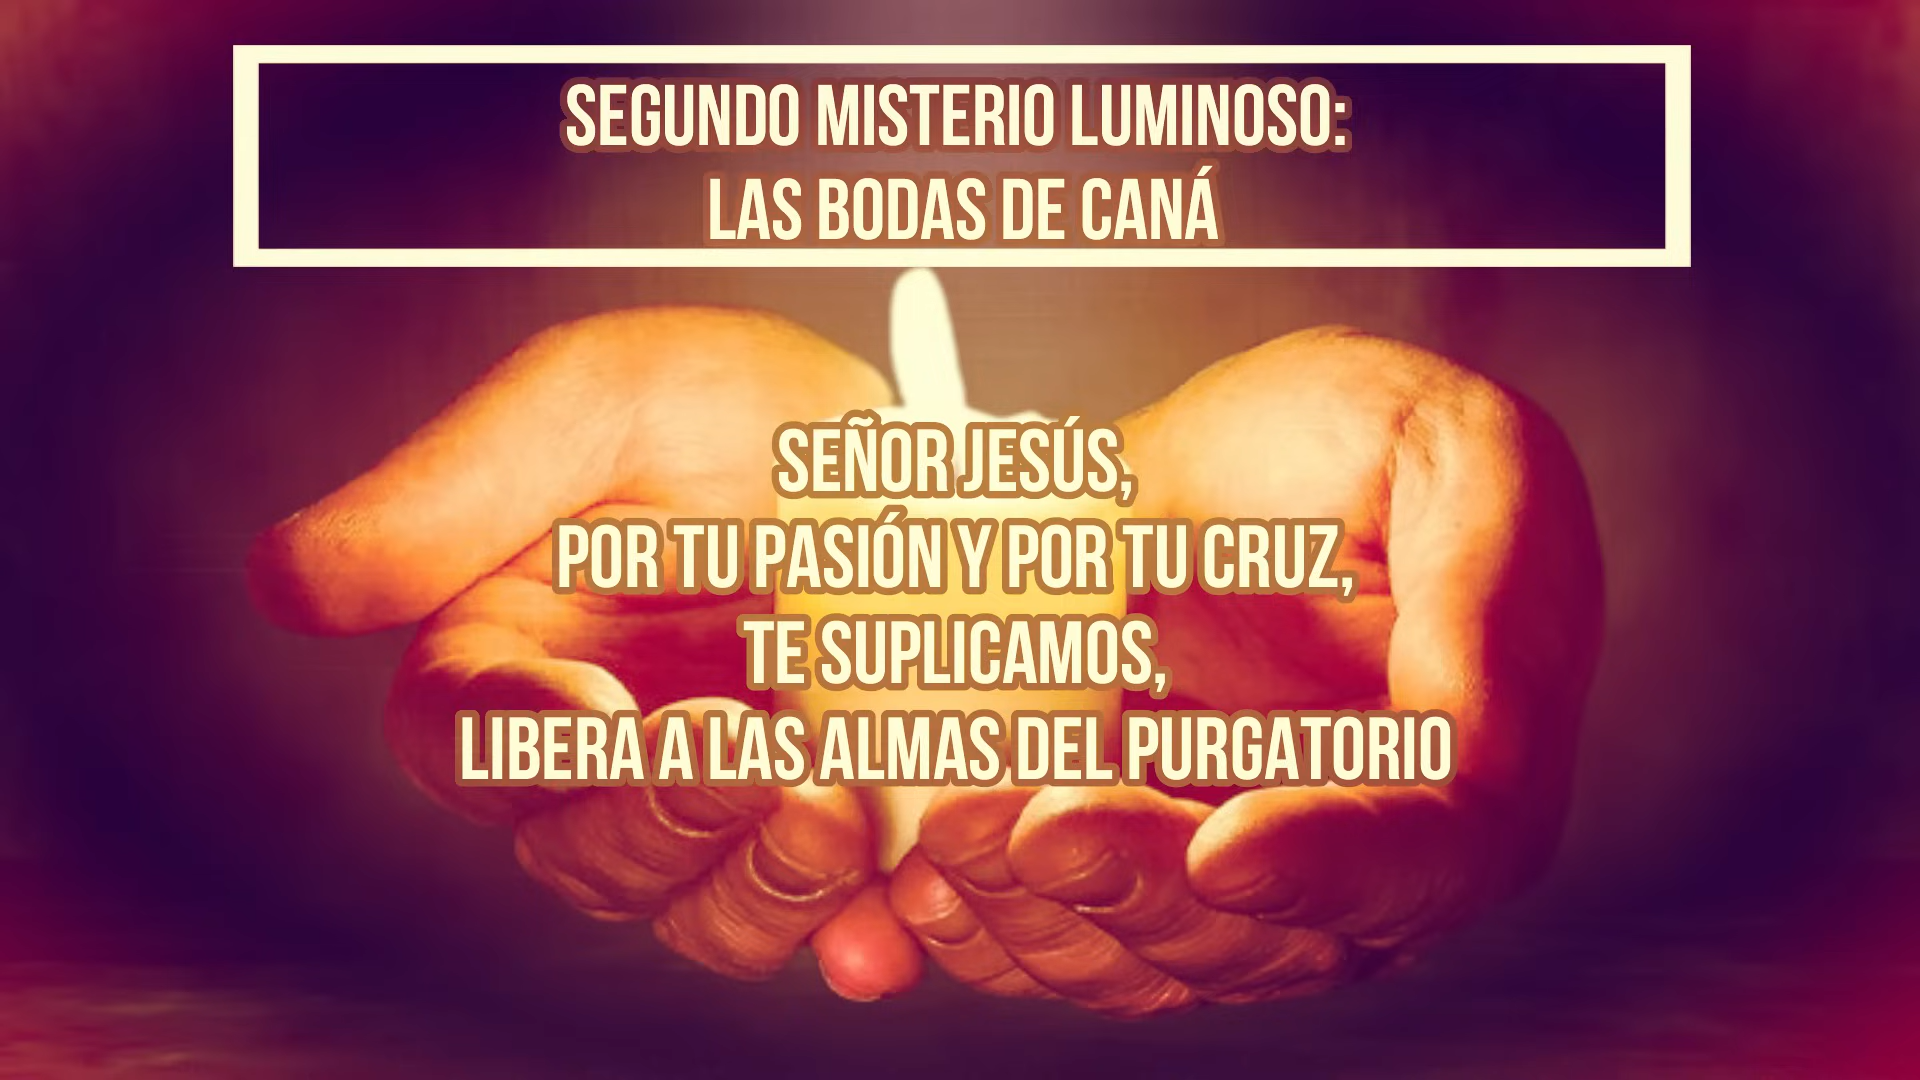 SEGUNDO MISTERIO LUMINOSO:
LAS BODAS DE CANÁ
SEÑOR JESÚS,
POR TU PASIÓN Y POR TU CRUZ,
TE SUPLICAMOS,
LIBERA A LAS ALMAS DEL PURGATORIO